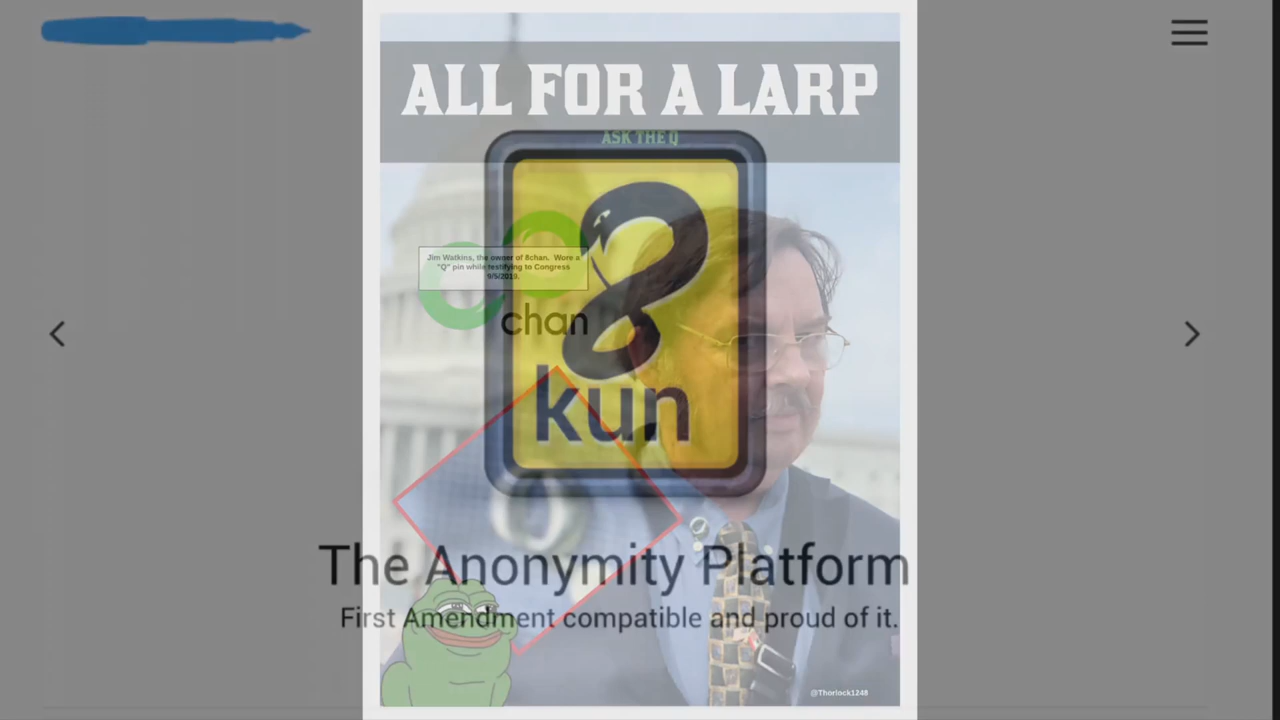 ALL FOR A LARP
ASK THE Q
Jim Watkins, the owner of 8chan. Wore a
"Q" pin while testifying to Congress
9/5/2019.
chan
kun
The Anonymity Platform
First Amendment compatible and proud of it.
@Thorlock1248